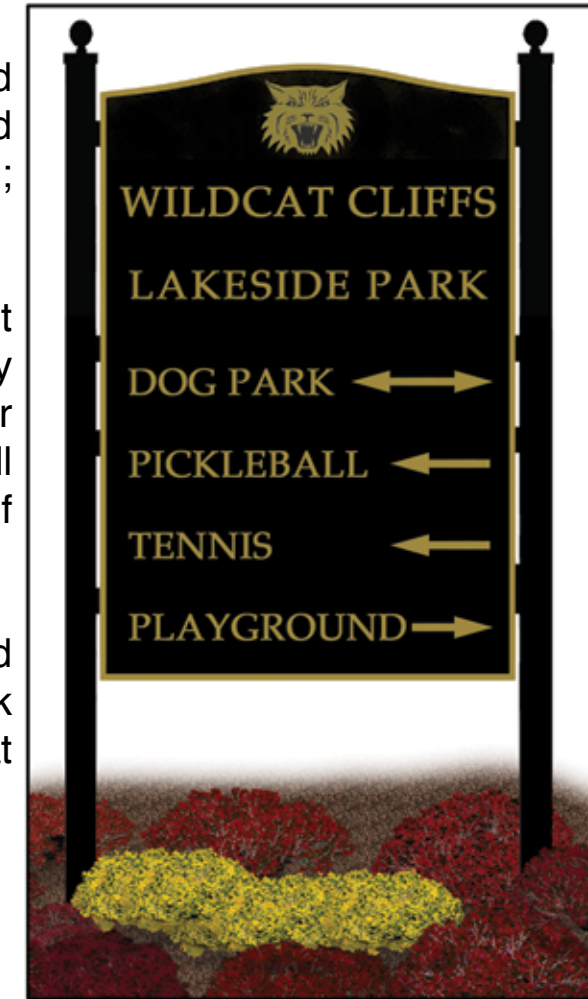 WILDCAT CLIFFS
LAKESIDE PARK
DOG PARK
PICKLEBALL
TENNIS
PLAYGROUND